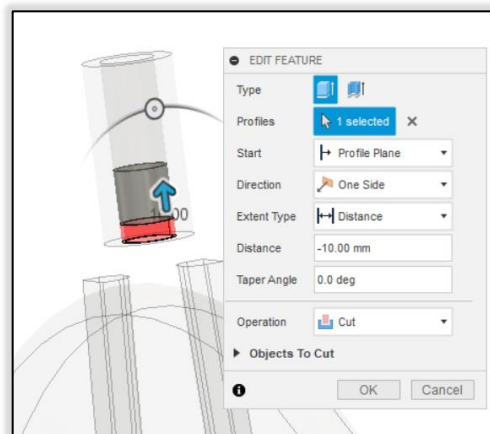 EDIT FEATURE
Type
Profiles 1 selected
Start Profile Plane
Direction One Side
Extent Type Distance
Distance -10.00 mm
Taper Angle 0.0 deg
Operation Cut
Objects To Cut
OK Cancel